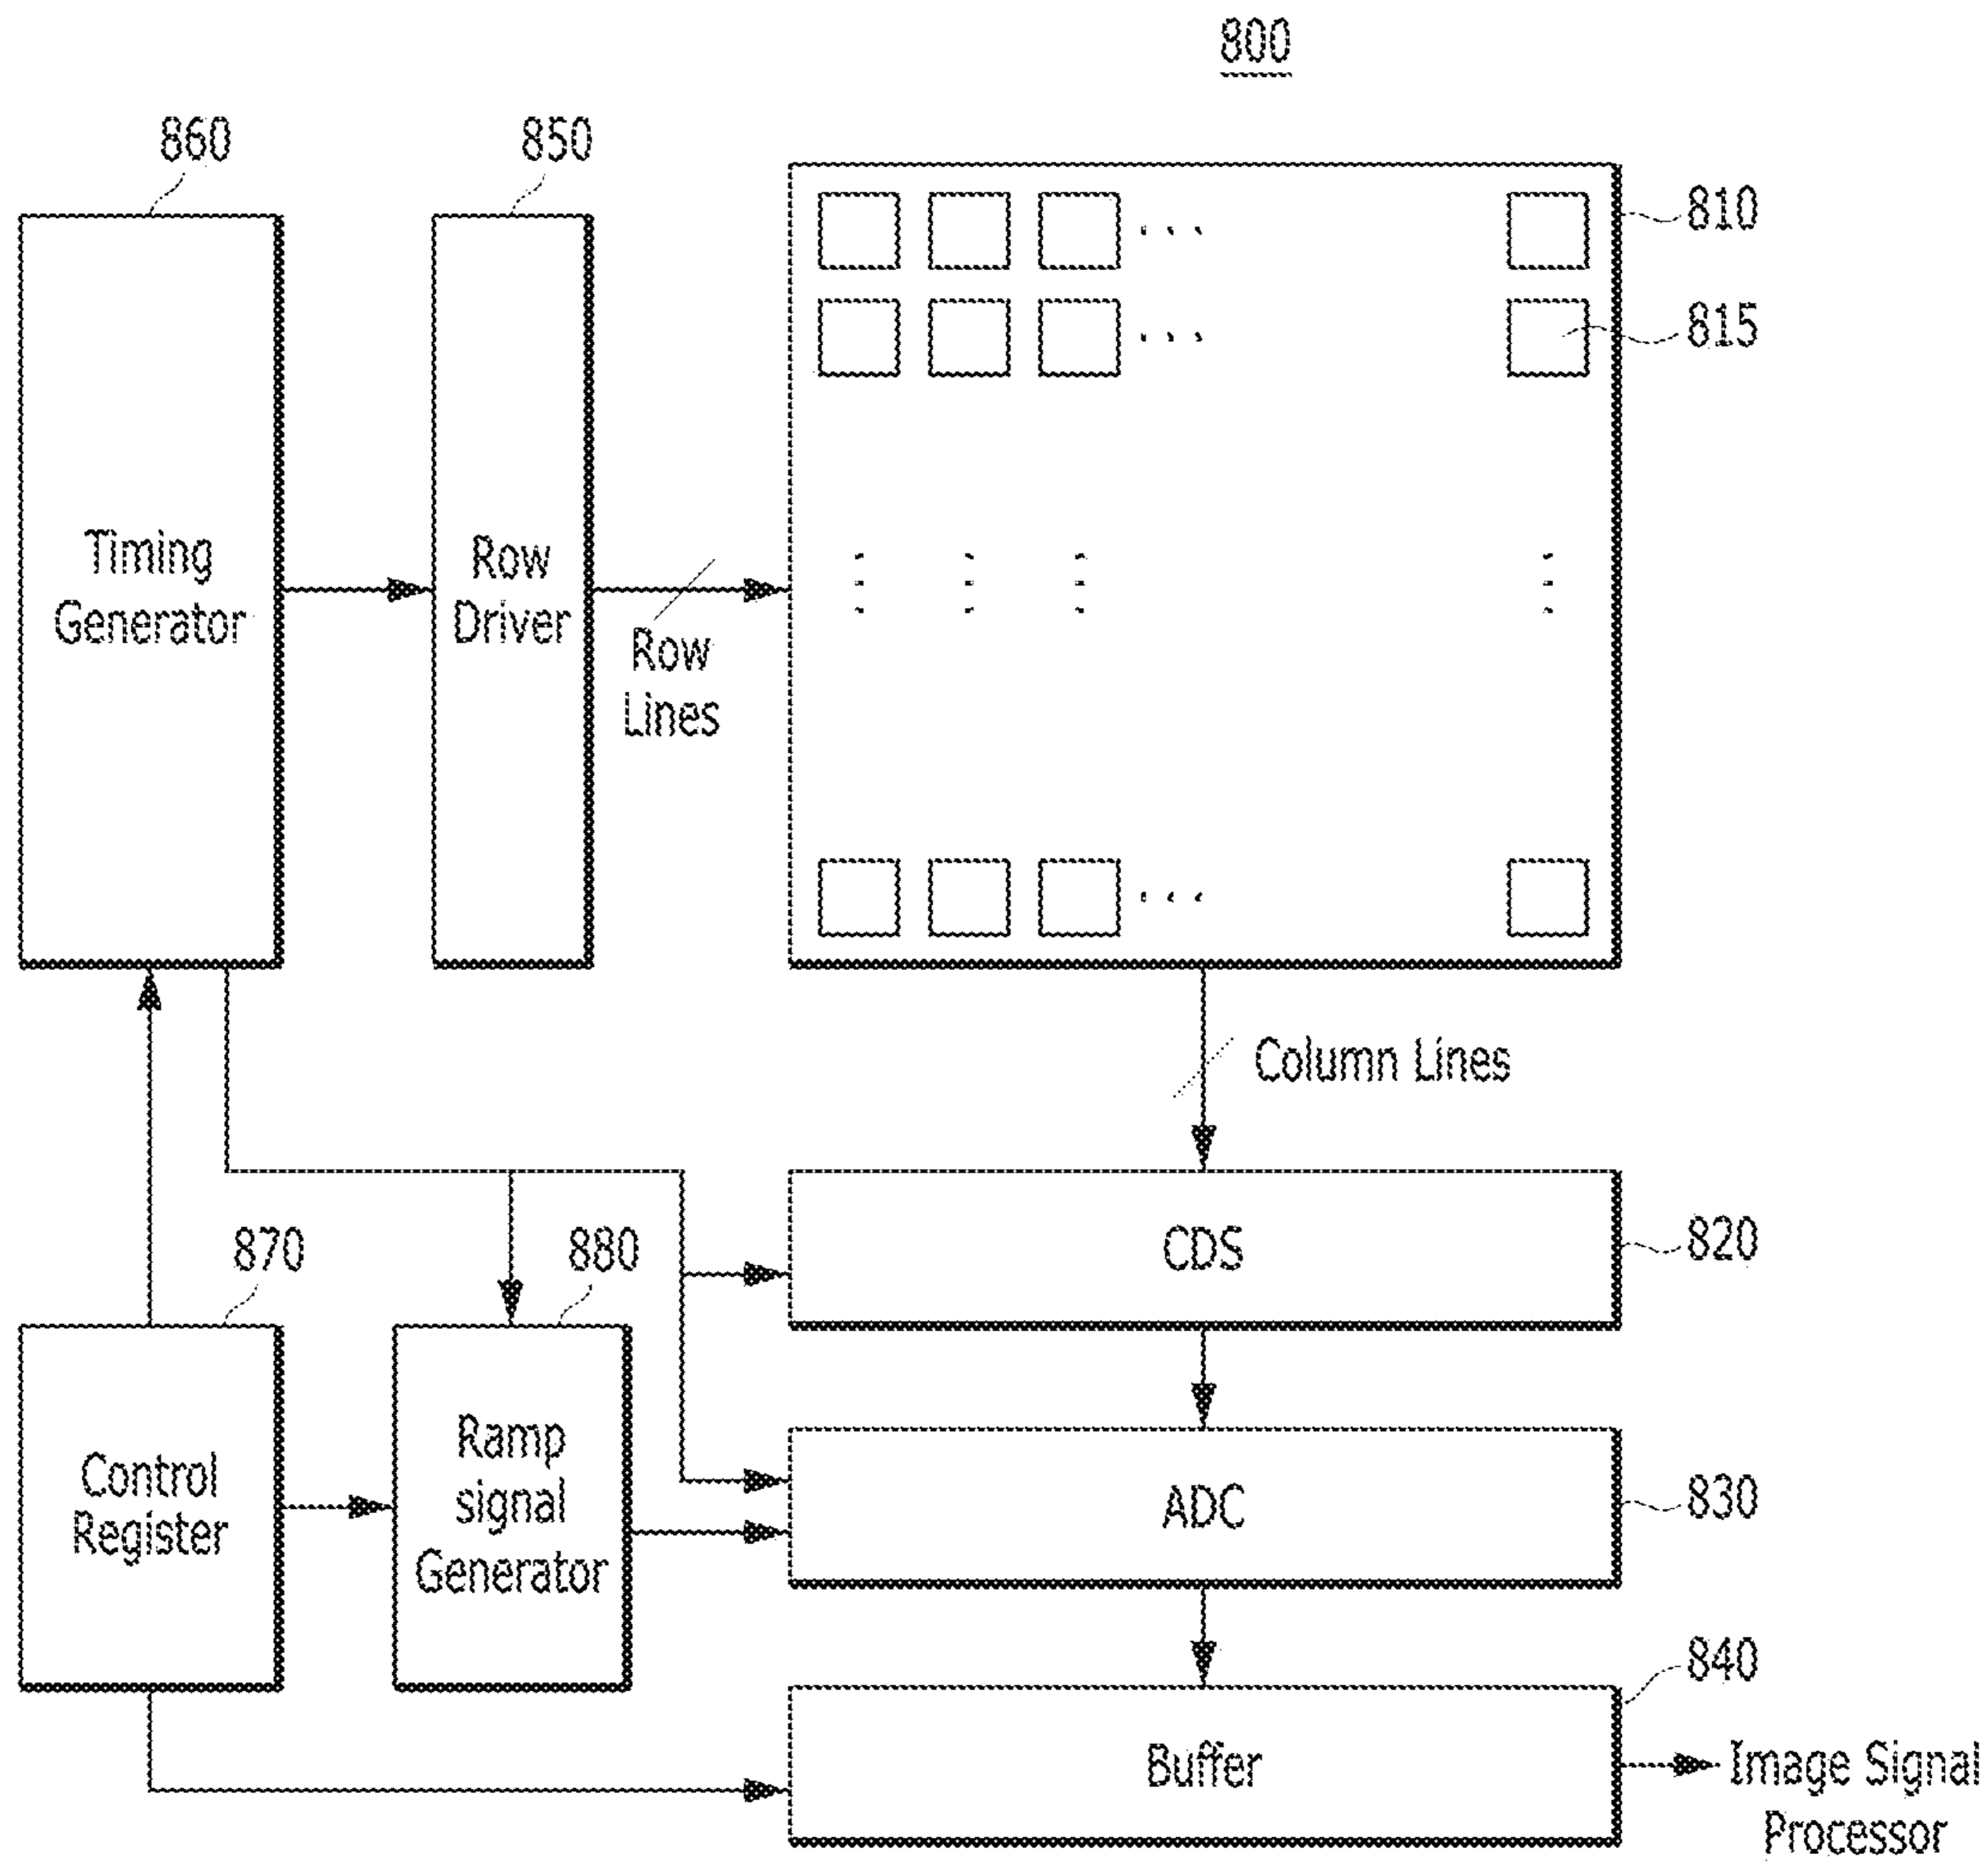 800
860
850
810
815
Timing
Generator
Row
Driver
Row
Lines
Column Lines
870
880
CDS
820
Control
Register
Ramp
signal
Generator
ADC
830
840
Buffer
Image Signal
Processor